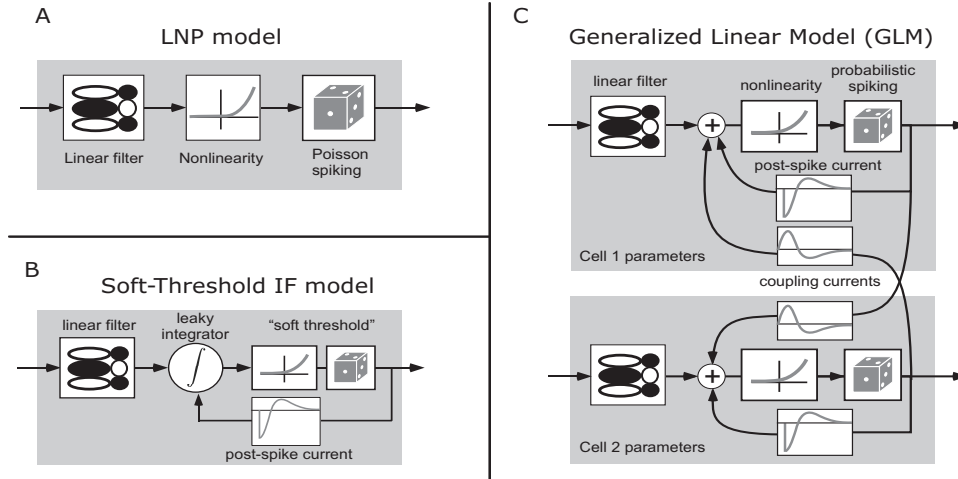 A
LNP model
Linear filter
Nonlinearity
Poisson
spiking
B
Soft-Threshold IF model
linear filter
leaky
integrator
“soft threshold”
post-spike current
C
Generalized Linear Model (GLM)
linear filter
nonlinearity
probabilistic
spiking
post-spike current
Cell 1 parameters
coupling currents
Cell 2 parameters